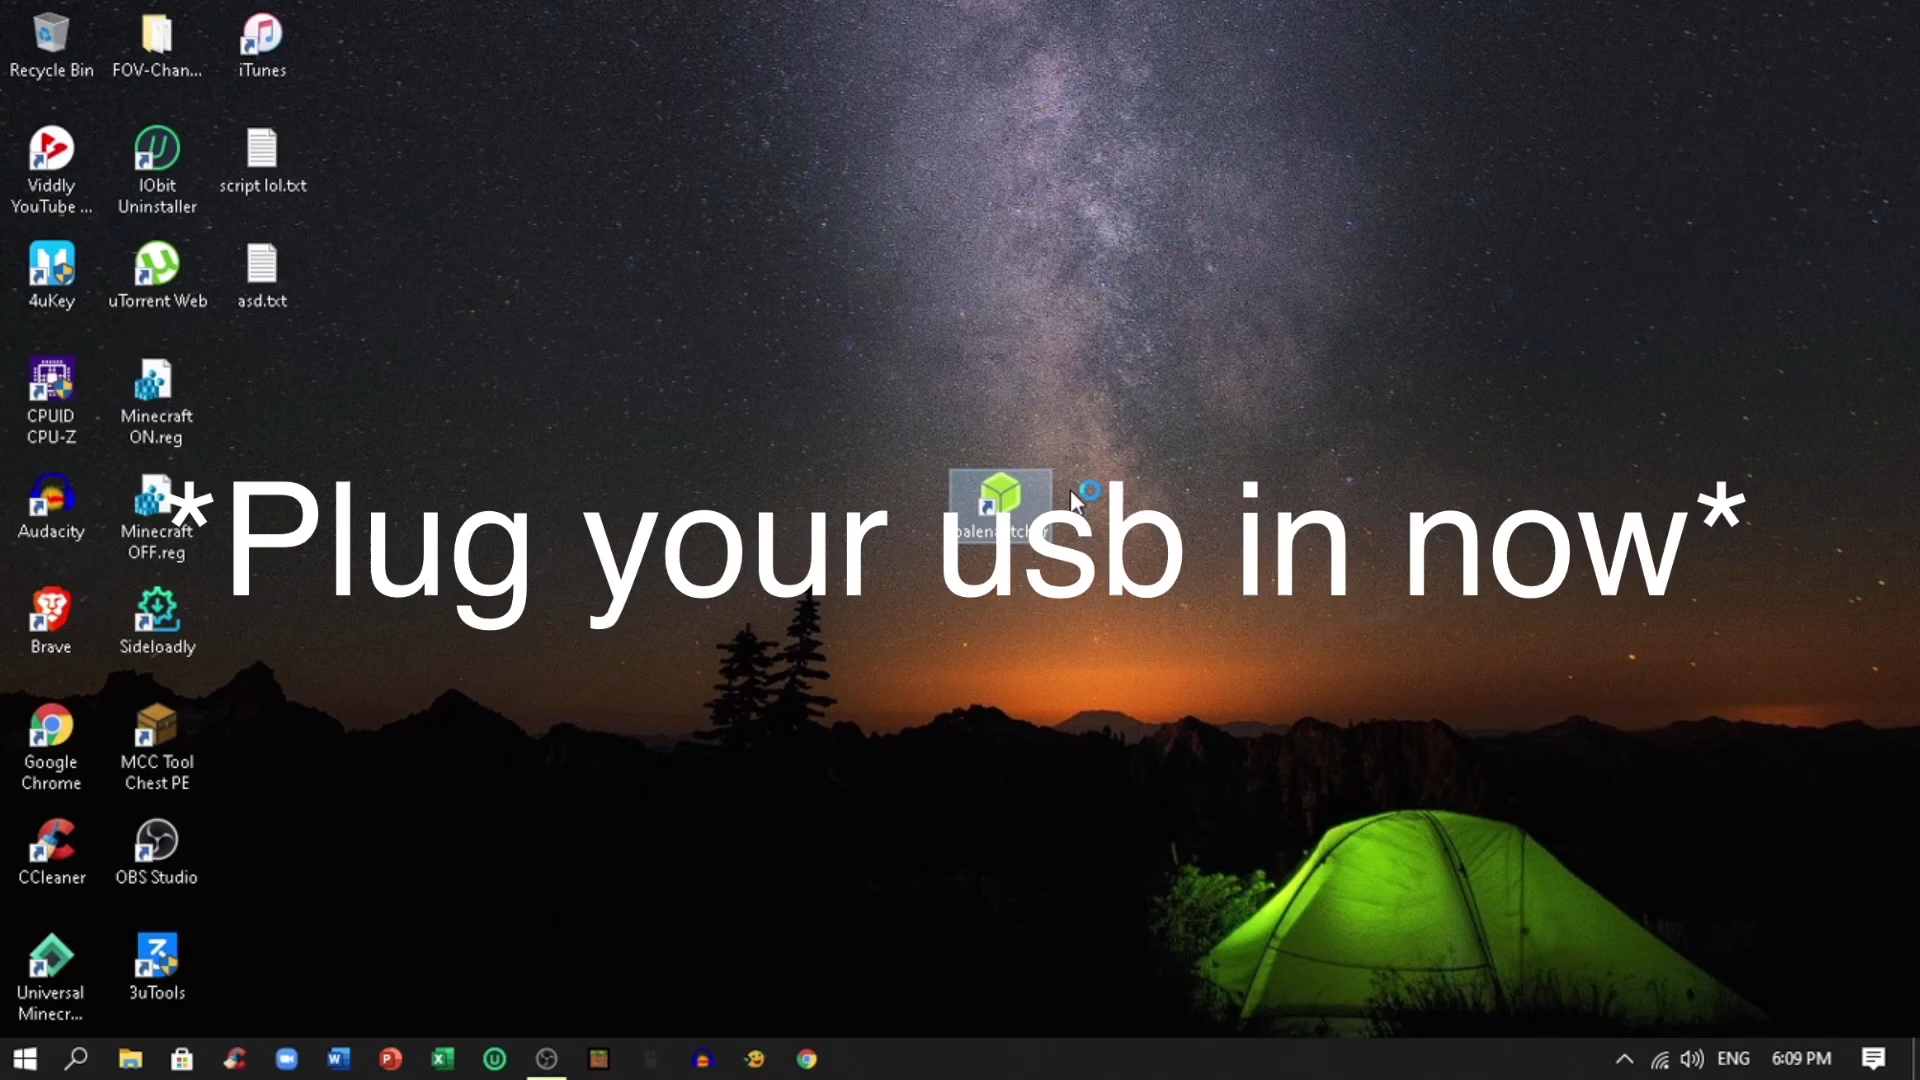 Recycle Bin
FOV-Chan...
iTunes
Viddly
YouTube ...
IObit
Uninstaller
script lol.txt
4uKey
uTorrent Web
asd.txt
CPUID
CPU-Z
Minecraft
ON.reg
Audacity
Minecraft
OFF.reg
*Plug your usb in now*
Brave
Sideloadly
Google
Chrome
MCC Tool
Chest PE
CCleaner
OBS Studio
Universal
Minecr...
3uTools
ENG
6:09 PM